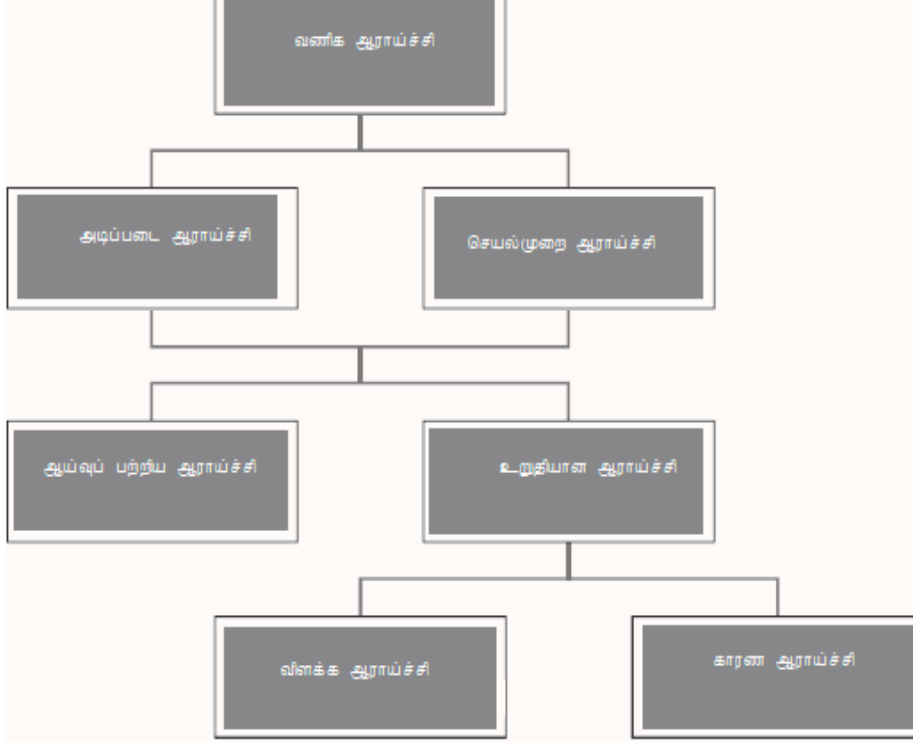 வணிக ஆராய்ச்சி
அடிப்படை ஆராய்ச்சி
செயல்முறை ஆராய்ச்சி
ஆய்வுப் பற்றிய ஆராய்ச்சி
உறுதியான ஆராய்ச்சி
விளக்க ஆராய்ச்சி
காரண ஆராய்ச்சி